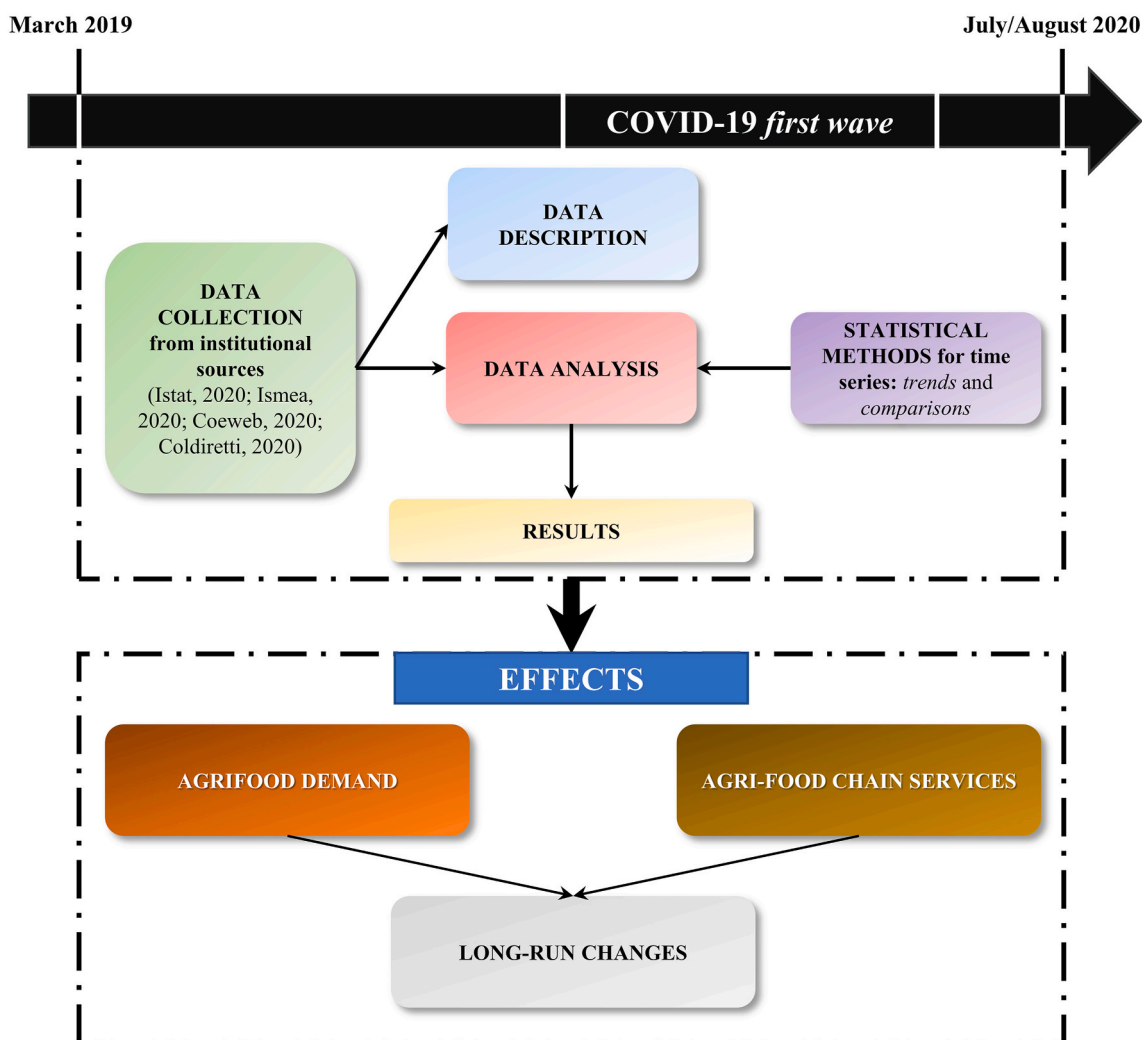 March 2019
July/August 2020
COVID-19 first wave
DATA
DESCRIPTION
DATA
COLLECTION
from institutional
sources
(Istat, 2020; Ismea,
2020; Coeweb, 2020;
Coldiretti, 2020)
DATA ANALYSIS
STATISTICAL
METHODS for time
series: trends and
comparisons
RESULTS
EFFECTS
AGRIFOOD DEMAND
AGRI-FOOD CHAIN SERVICES
LONG-RUN CHANGES